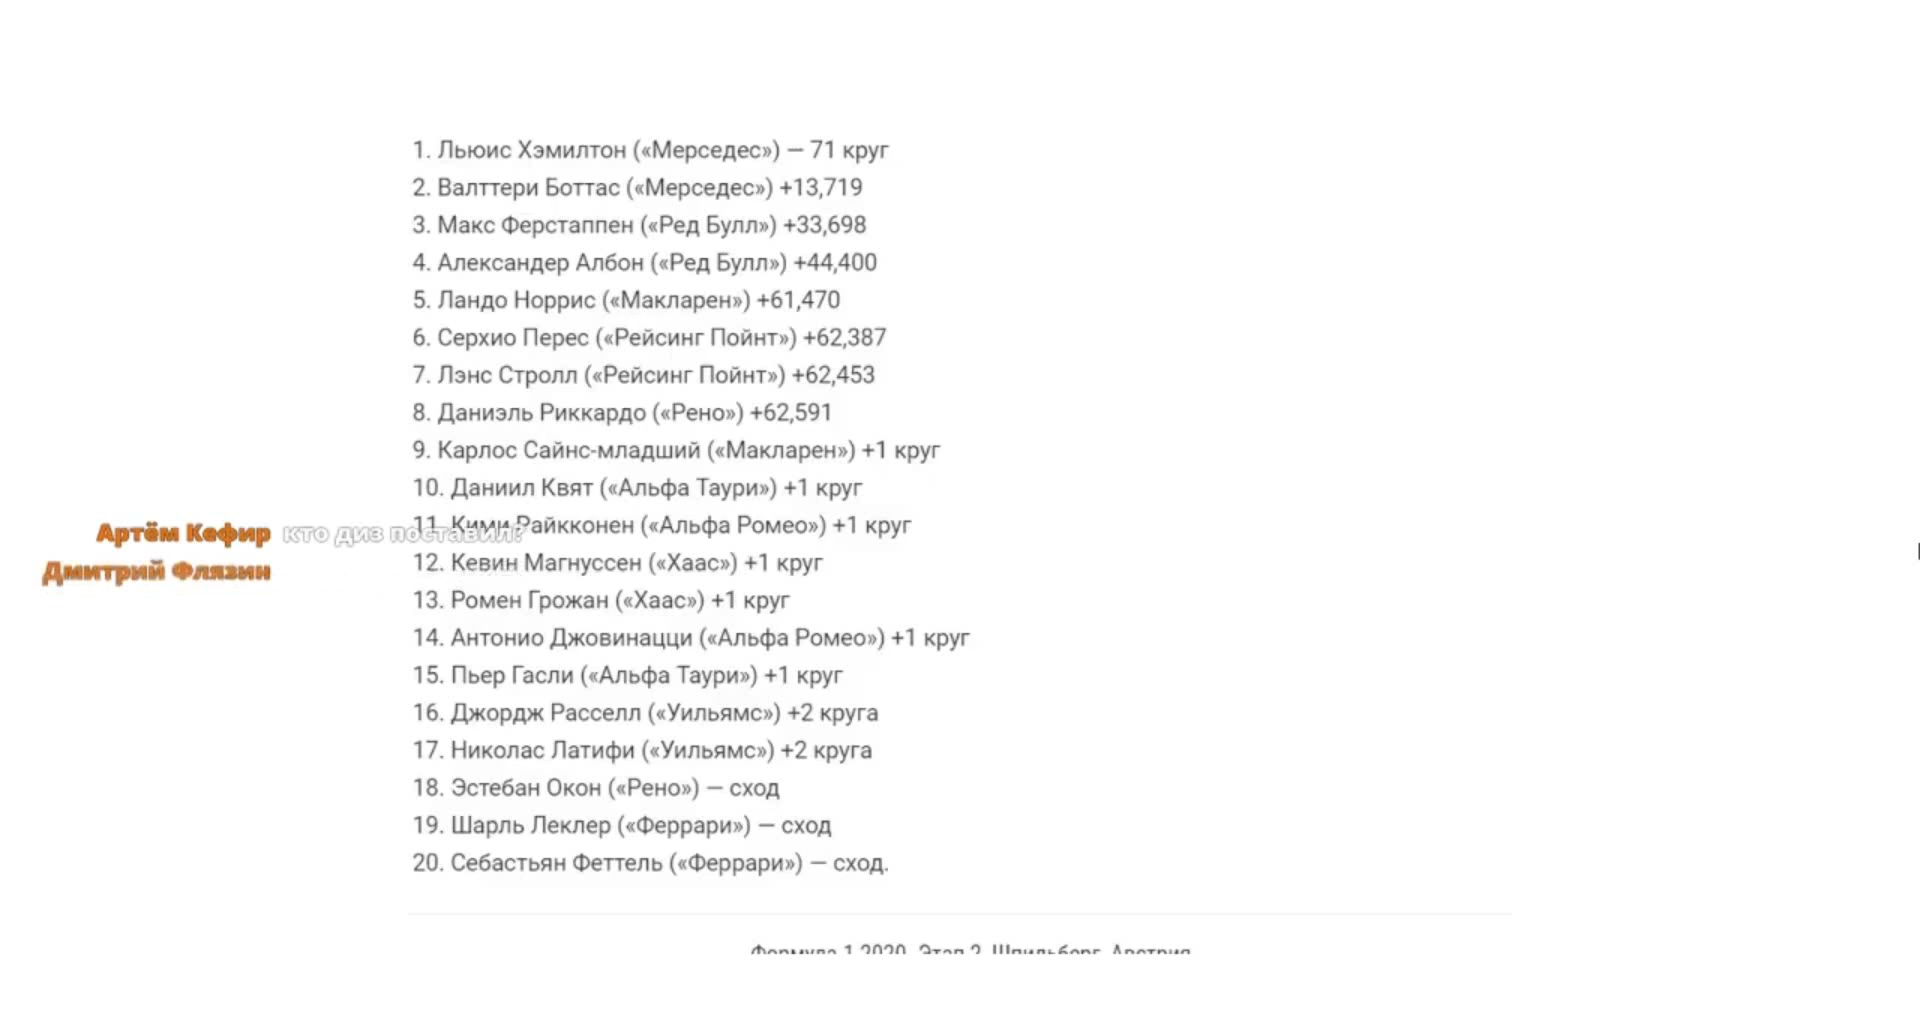 1. Льюис Хэмилтон («Мерседес») — 71 круг
2. Валттери Боттас («Мерседес») +13,719
3. Макс Ферстаппен («Ред Булл») +33,698
4. Александер Албон («Ред Булл») +44,400
5. Ландо Норрис («Макларен») +61,470
6. Серхио Перес («Рейсинг Пойнт») +62,387
7. Лэнс Стролл («Рейсинг Пойнт») +62,453
8. Даниэль Риккардо («Рено») +62,591
9. Карлос Сайнс-младший («Макларен») +1 круг
10. Даниил Квят («Альфа Таури») +1 круг
11. Кими Райкконен («Альфа Ромео») +1 круг
Артём Кефир кто диз поставил?
12. Кевин Магнуссен («Хаас») +1 круг
Дмитрий Флязин
13. Ромен Грожан («Хаас») +1 круг
14. Антонио Джовинацци («Альфа Ромео») +1 круг
15. Пьер Гасли («Альфа Таури») +1 круг
16. Джордж Расселл («Уильямс») +2 круга
17. Николас Латифи («Уильямс») +2 круга
18. Эстебан Окон («Рено») — сход
19. Шарль Леклер («Феррари») — сход
20. Себастьян Феттель («Феррари») — сход.
Формула 1 2020. Этап 2. Шпильберг, Австрия